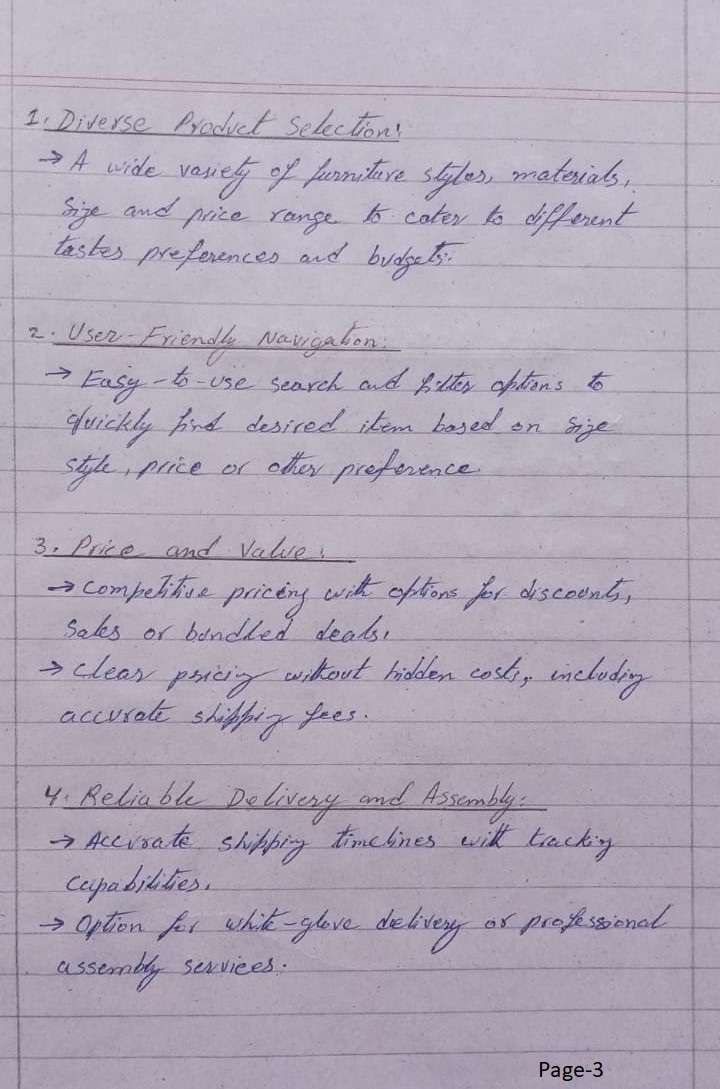 1. Diverse Product Selection:
→ A wide variety of furniture styles, materials,
Size and price range to cater to different
tastes preferences and budgets.
2. User-Friendly Navigation:
→ Easy-to-use search and filter options to
quickly find desired item based on size
style, price or other preference
3. Price and Value:
→ Competitive pricing with options for discounts,
Sales or bundled deals.
→ Clear pricing without hidden costs, including
accurate shipping fees.
4. Reliable Delivery and Assembly:
→ Accurate shipping timelines with tracking
Capabilities.
→ Option for white-glove delivery or professional
assembly services.
Page-3